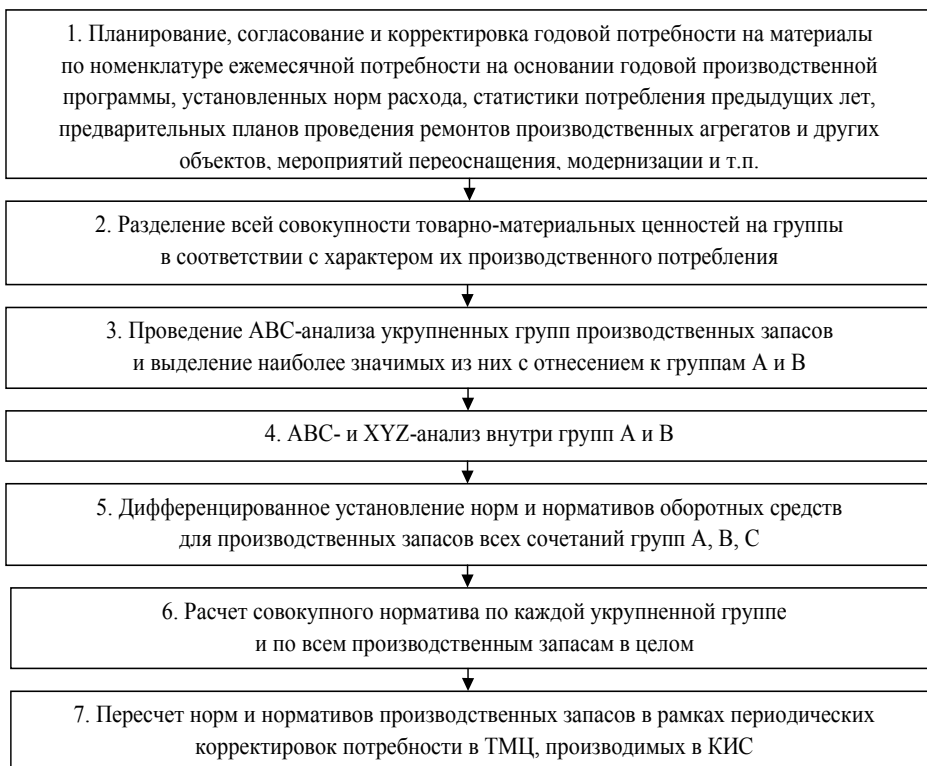 1. Планирование, согласование и корректировка годовой потребности на материалы
по номенклатуре ежемесячной потребности на основании годовой производственной
программы, установленных норм расхода, статистики потребления предыдущих лет,
предварительных планов проведения ремонтов производственных агрегатов и других
объектов, мероприятий переоснащения, модернизации и т.п.
2. Разделение всей совокупности товарно-материальных ценностей на группы
в соответствии с характером их производственного потребления
3. Проведение АВС-анализа укрупненных групп производственных запасов
и выделение наиболее значимых из них с отнесением к группам А и В
4. АВС- и XYZ-анализ внутри групп А и В
5. Дифференцированное установление норм и нормативов оборотных средств
для производственных запасов всех сочетаний групп А, В, С
6. Расчет совокупного норматива по каждой укрупненной группе
и по всем производственным запасам в целом
7. Пересчет норм и нормативов производственных запасов в рамках периодических
корректировок потребности в ТМЦ, производимых в КИС